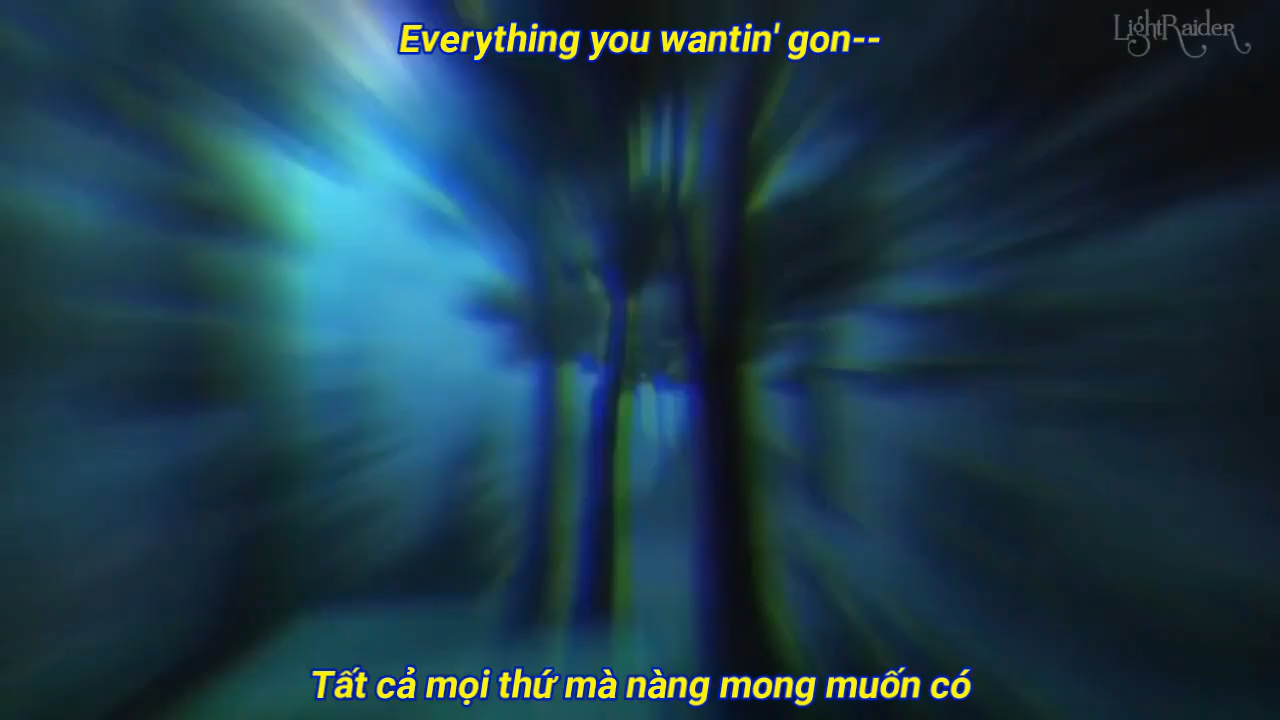 Everything you wantin' gon--
LightRaider
Tất cả mọi thứ mà nàng mong muốn có